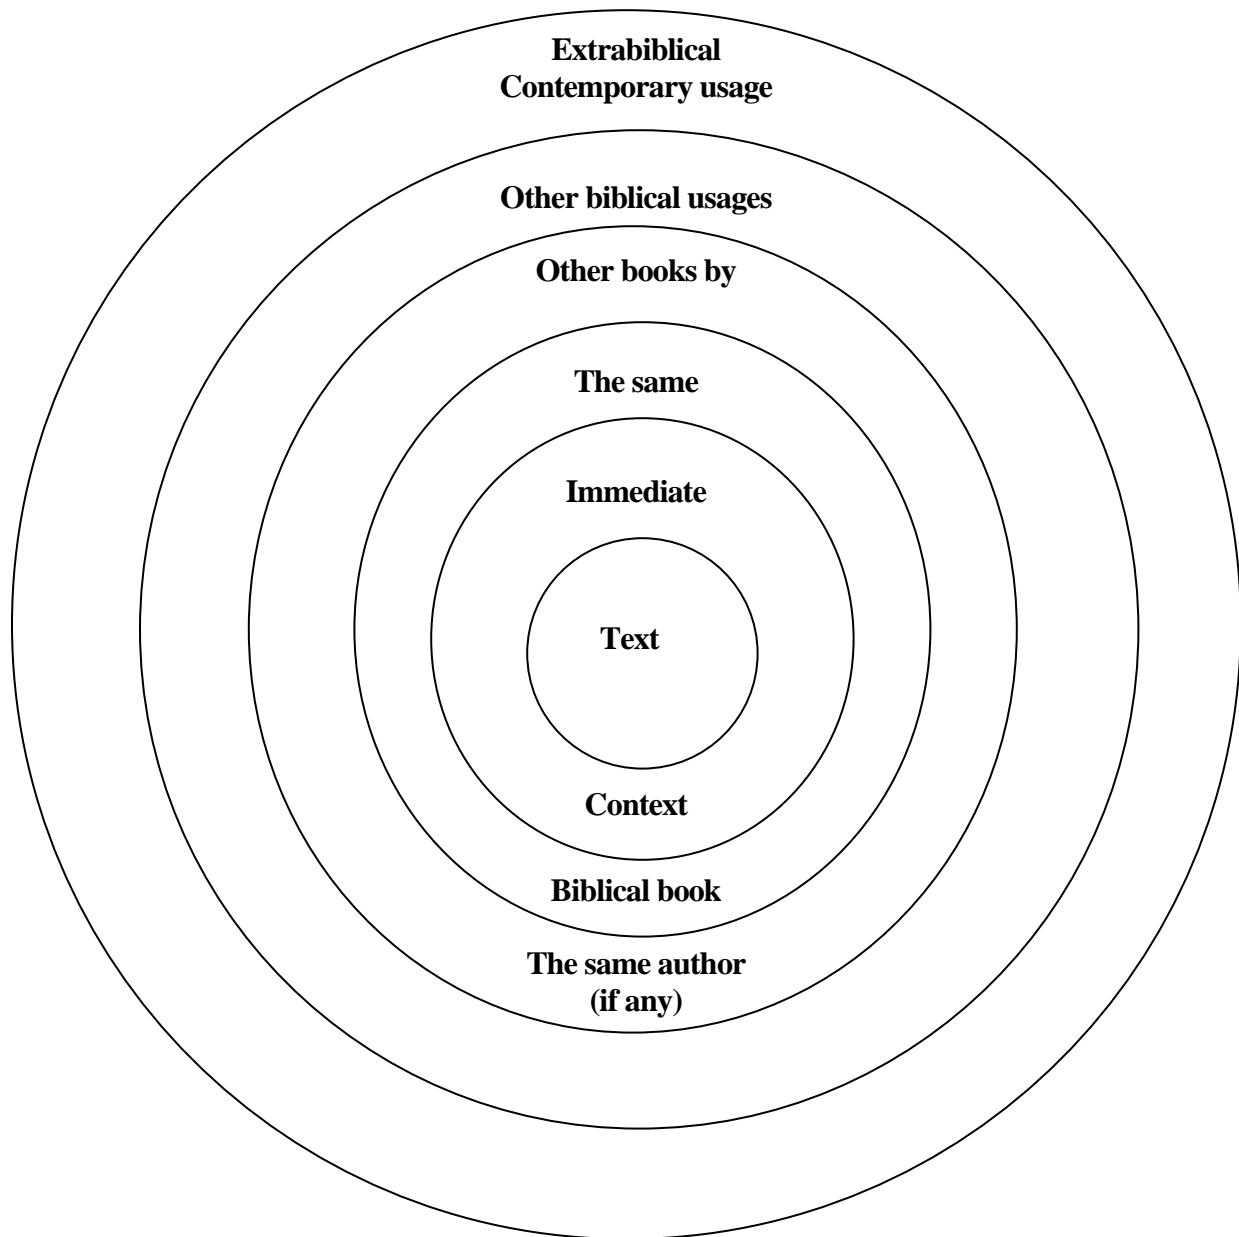 Extrabiblical
Contemporary usage
Other biblical usages
Other books by
The same
Immediate
Text
Context
Biblical book
The same author
(if any)